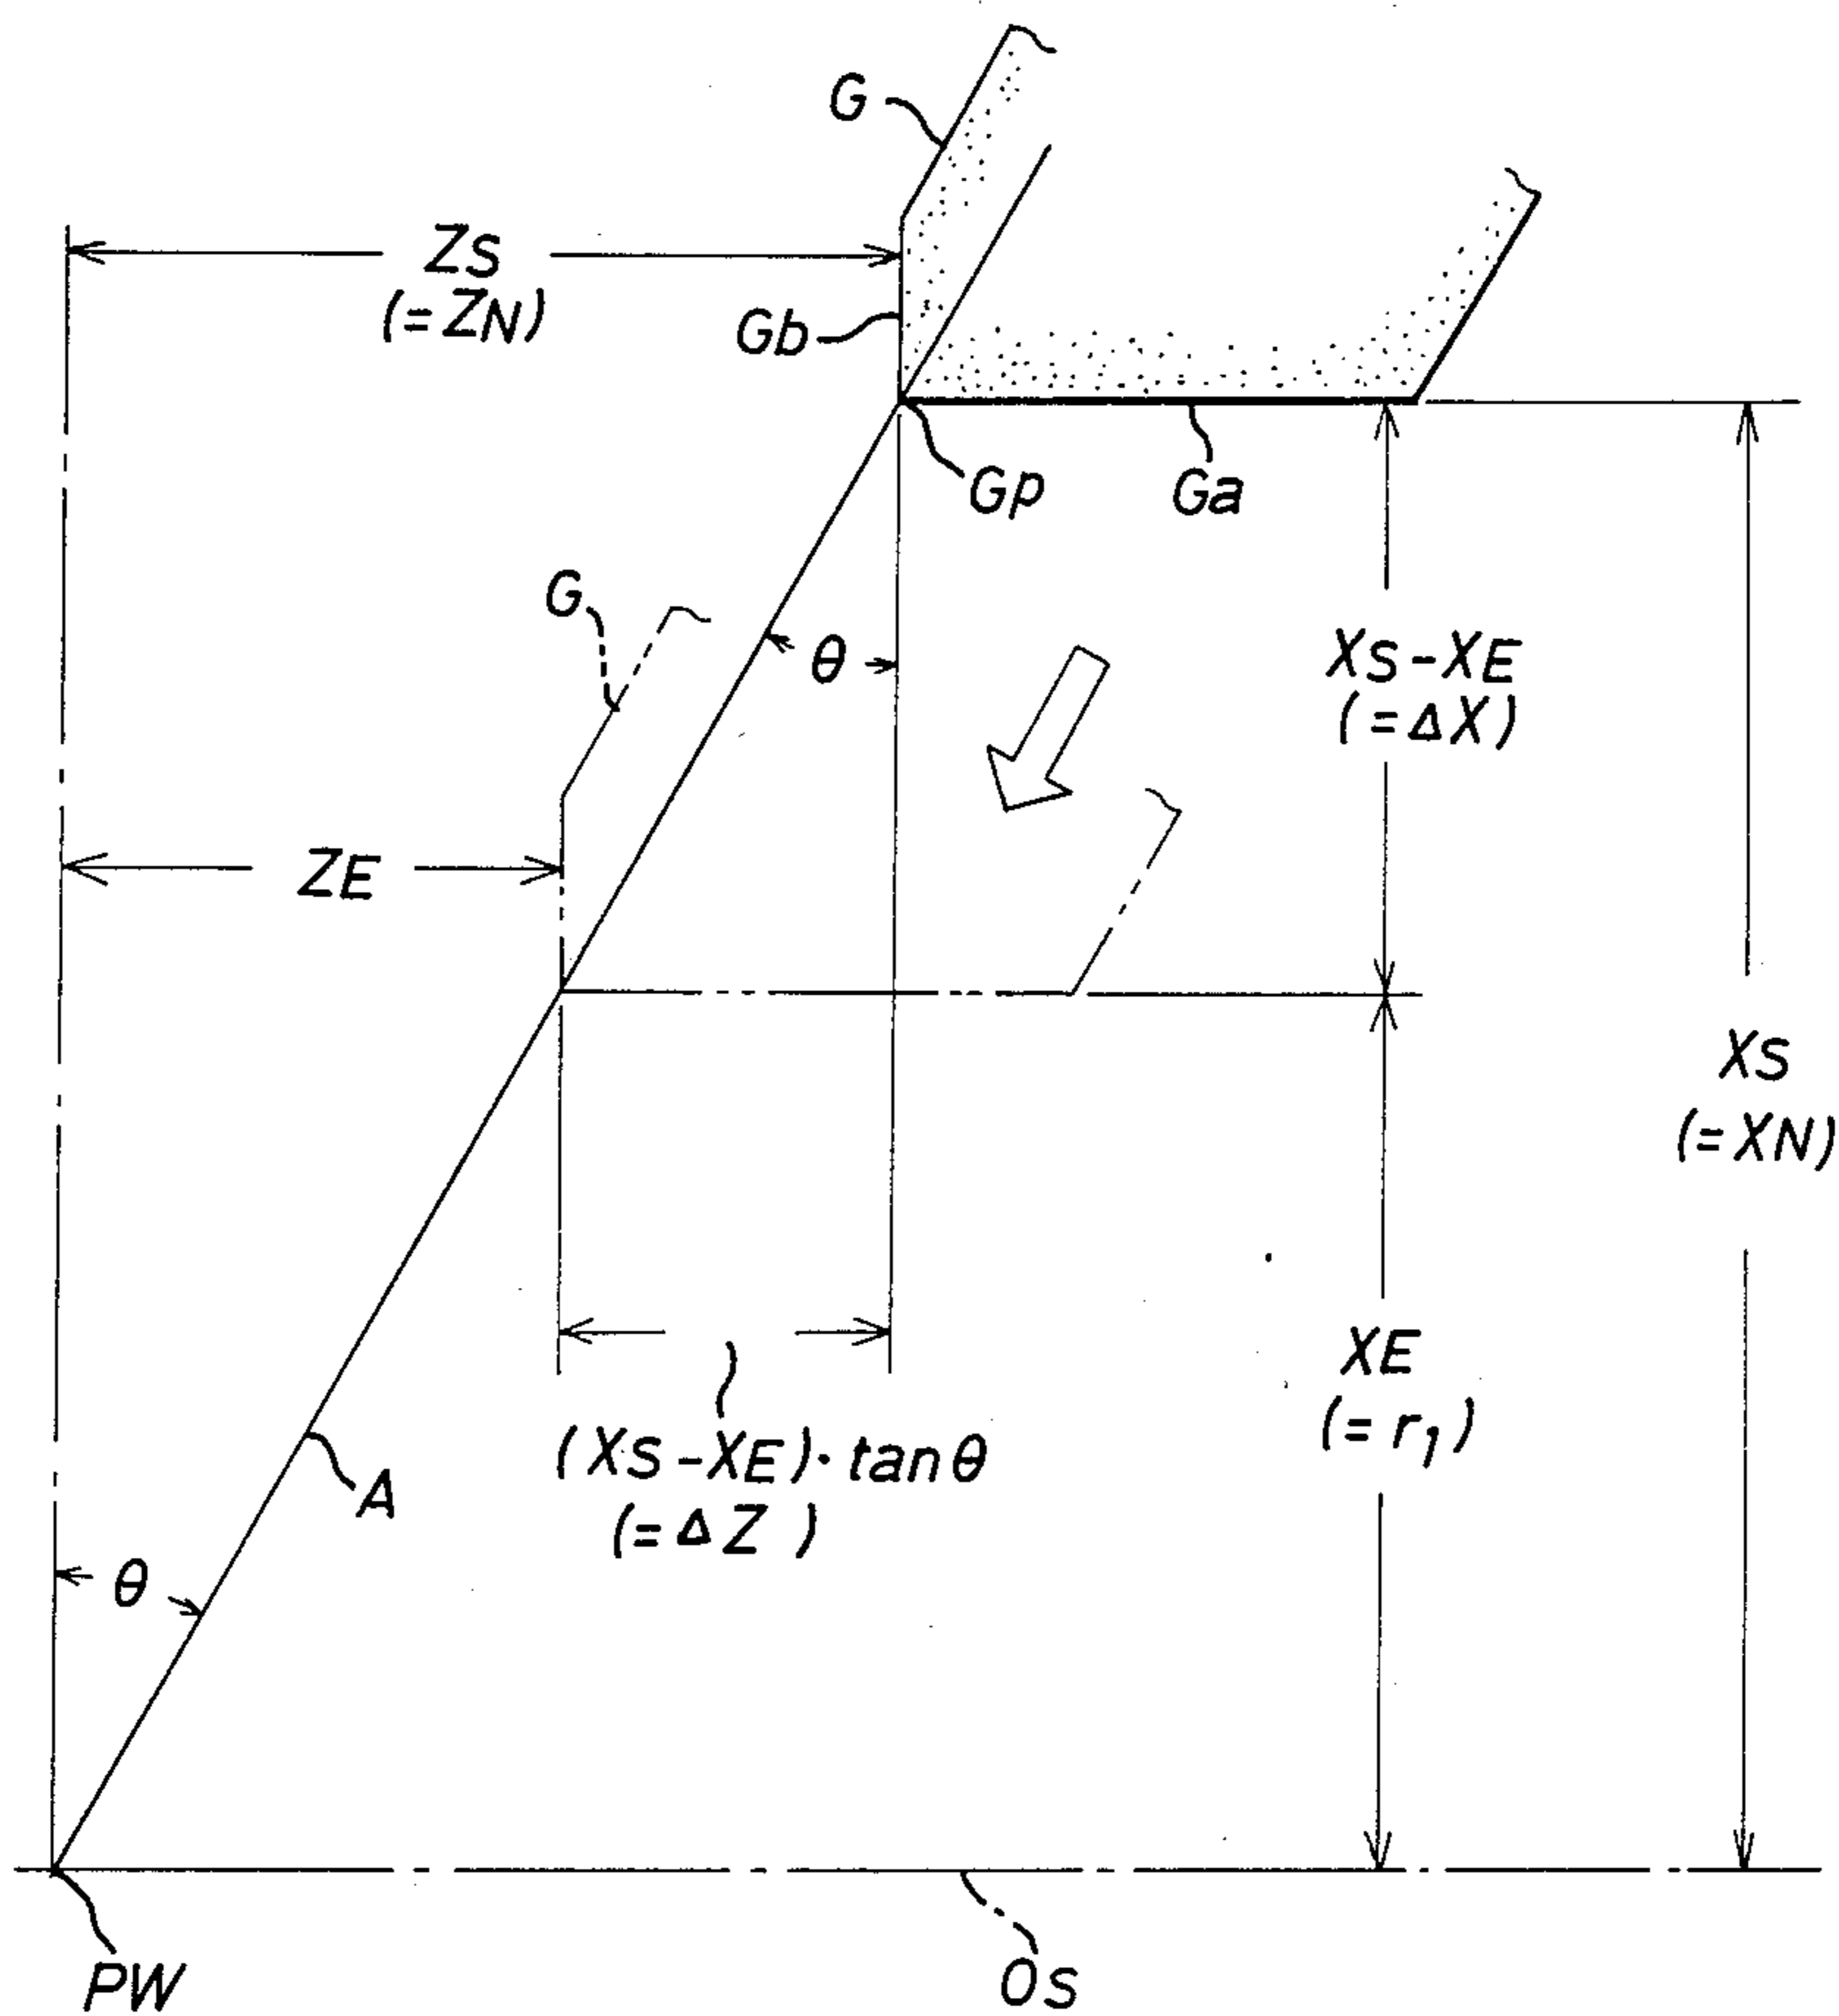 G
ZS
(=ZN)
Gb
Gp
Ga
G
θ
XS-XE
(=ΔX)
ZE
XS
(=XN)
XE
(=r1)
(XS-XE)·tanθ
(=ΔZ)
A
θ
PW
OS